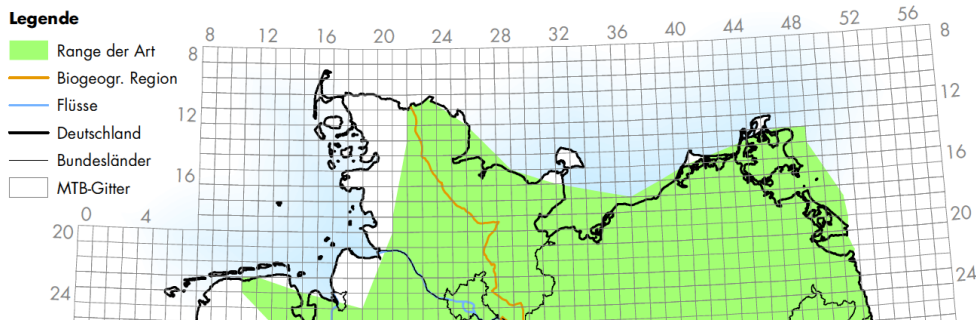 Legende
Range der Art
Biogeogr. Region
Flüsse
Deutschland
Bundesländer
MTB-Gitter
8 12 16 20 24 28 32 36 40 44 48 52 56
8
8
12
12
16
16
0 4
20
20
24
24